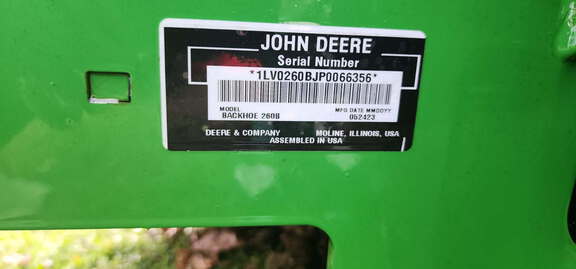 JOHN DEERE
Serial Number
*1LV0260BJP0066356*
MODEL MFG DATE MMDDYY
BACKHOE 260B 052423
DEERE & COMPANY MOLINE, ILLINOIS, USA
ASSEMBLED IN USA